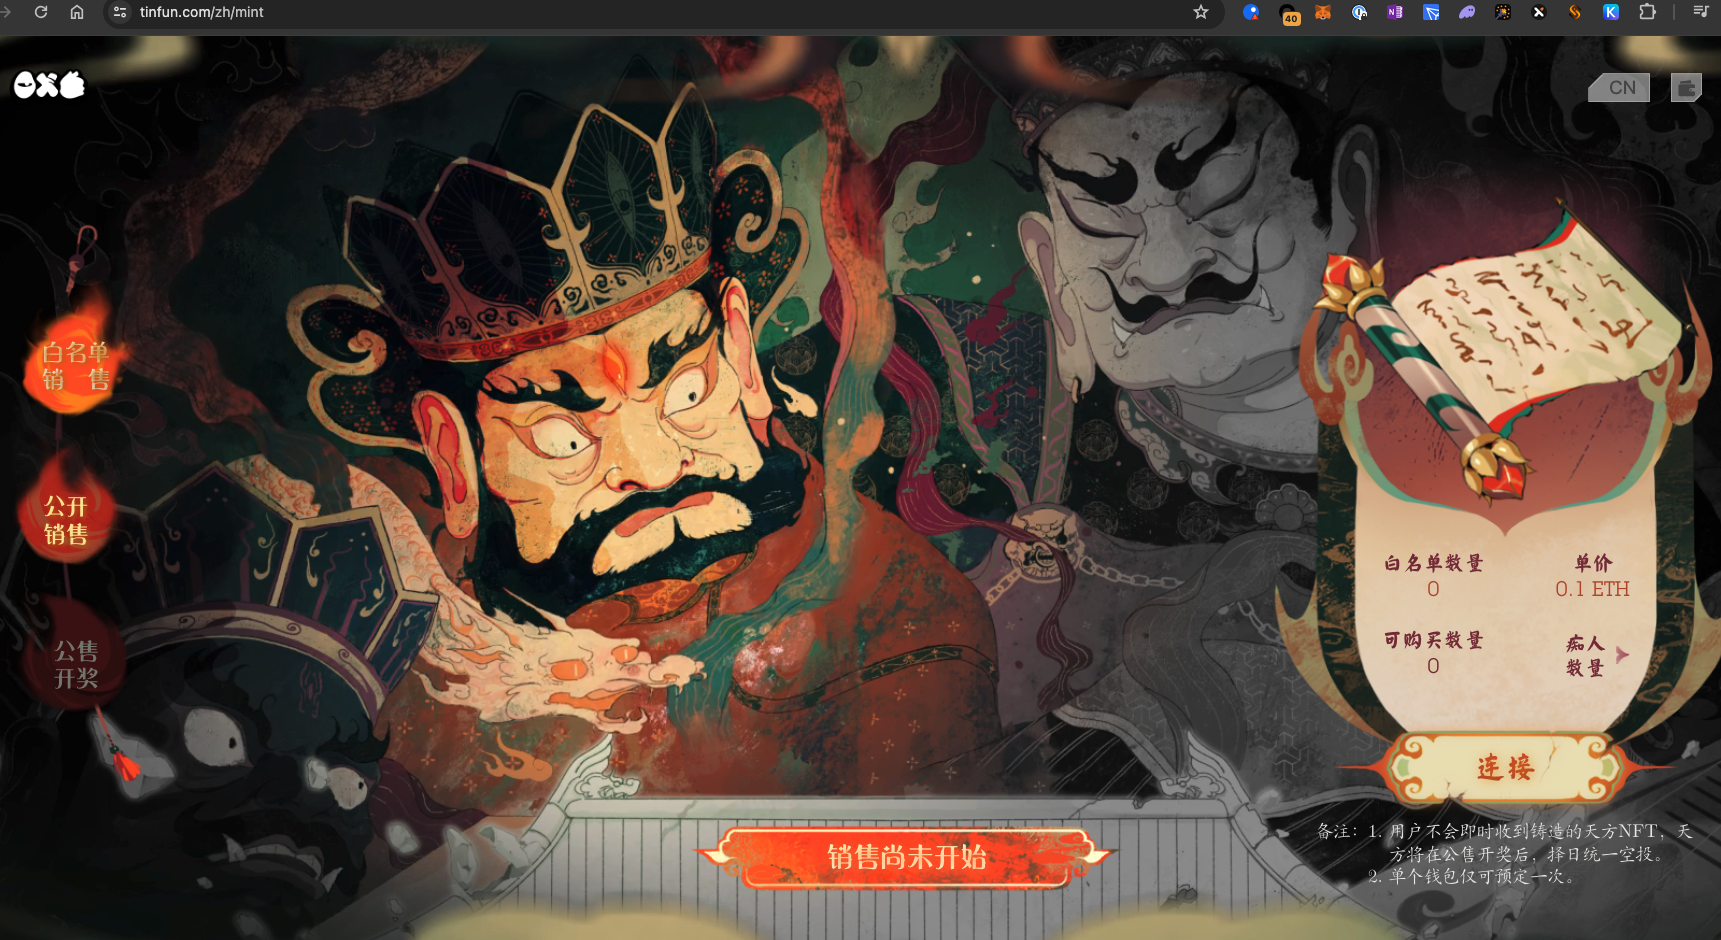 tinfun.com/zh/mint
40
CN
白名单
销 售
公开
销售
公售
开奖
白名单数量
0
单价
0.1 ETH
可购买数量
0
痴人
数量
连接
销售尚未开始
备注：1. 用户不会即时收到铸造的天方NFT，天
方将在公售开奖后，择日统一空投。
2. 单个钱包仅可预定一次。